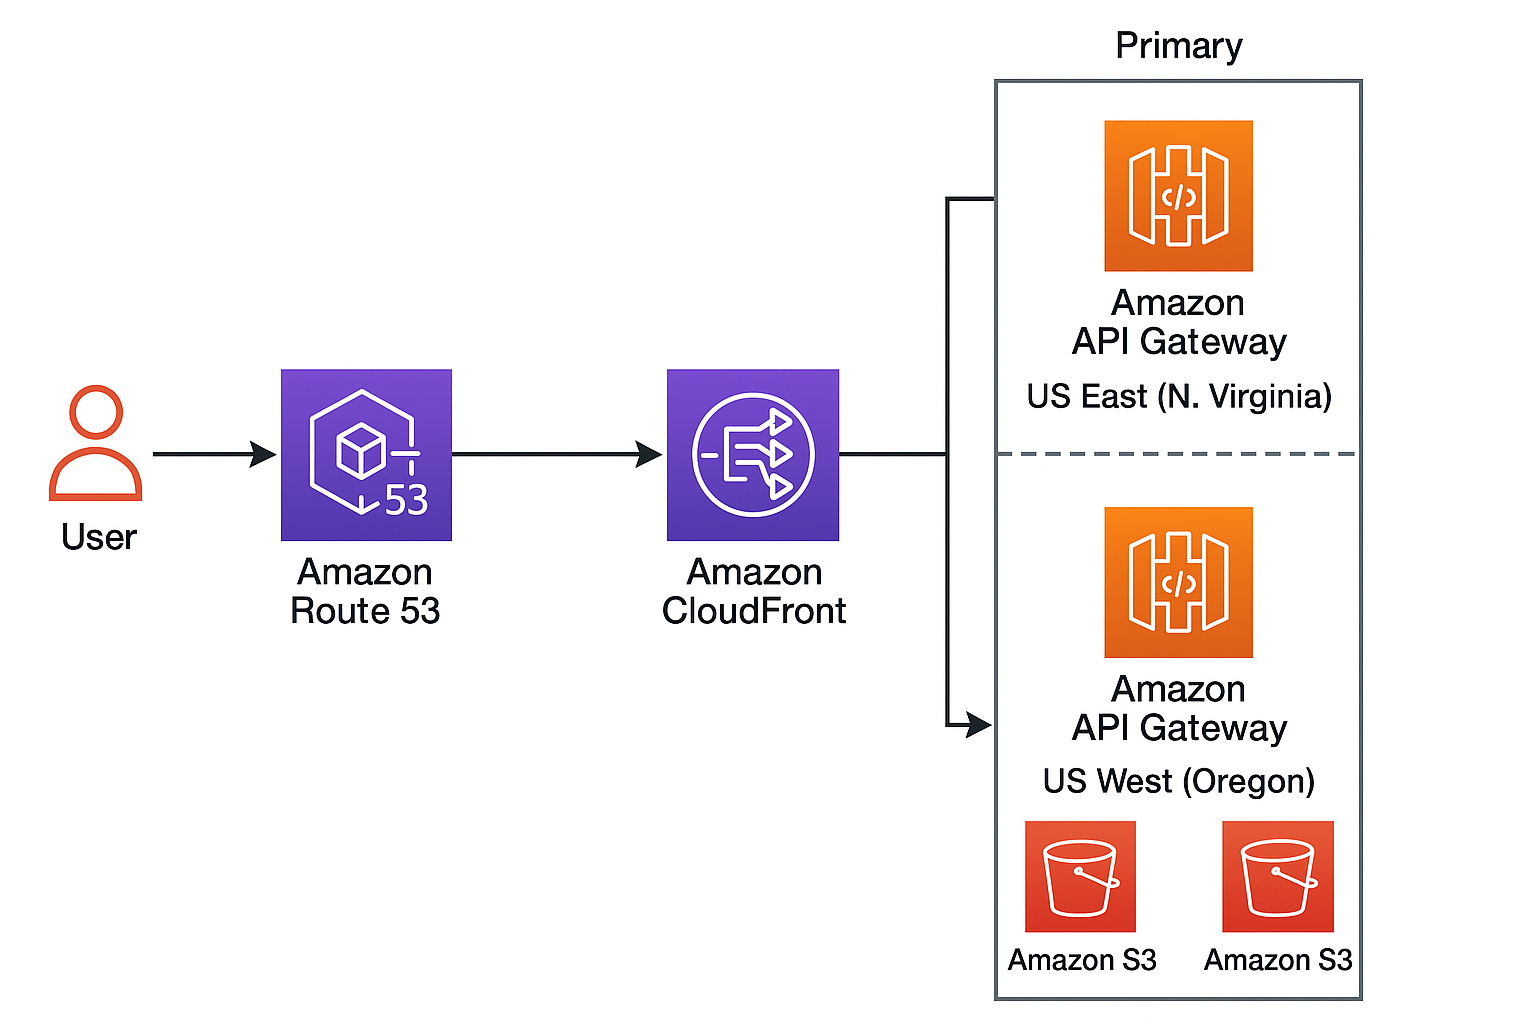 Primary
Amazon
API Gateway
US East (N. Virginia)
User
53
Amazon
Route 53
Amazon
CloudFront
</>
Amazon
API Gateway
US West (Oregon)
</>
Amazon S3
Amazon S3